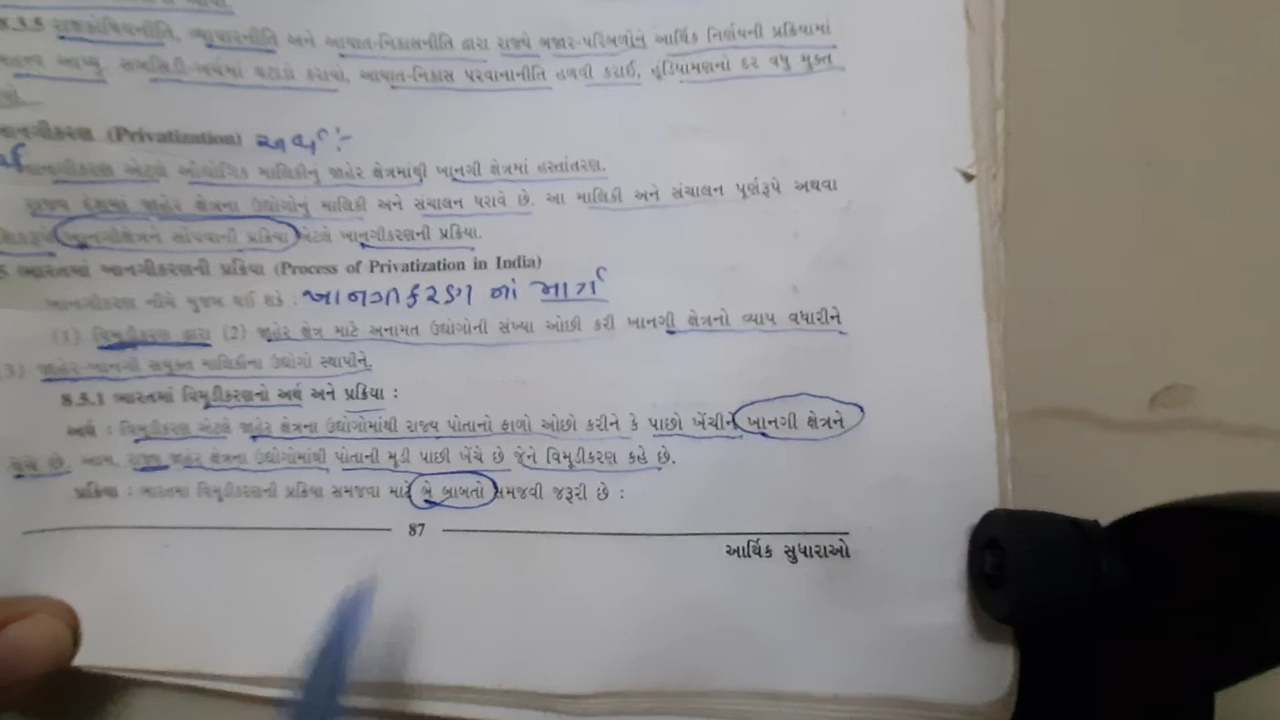 8.3.5 રાજકોષીયનીતિ, વ્યાપારનીતિ અને આયાત-નિકાસનીતિ દ્વારા રાજ્યે બજાર-પરિબળોને આર્થિક નિર્ણયની પ્રક્રિયામાં
મહત્ત્વ આપ્યુ. સબસિડી-ખર્ચમાં ઘટાડો કરાયો, આયાત-નિકાસ પરવાનાનીતિ હળવી કરાઈ, હૂંડિયામણનો દર વધુ મુક્ત
ખાનગીકરણ (Privatization) અર્થ :-
ખાનગીકરણ એટલે ઔદ્યોગિક માલિકીનું જાહેર ક્ષેત્રમાંથી ખાનગી ક્ષેત્રમાં હસ્તાંતરણ.
રાજ્ય દેશમાં જાહેર ક્ષેત્રના ઉદ્યોગોનું માલિકી અને સંચાલન ધરાવે છે. આ માલિકી અને સંચાલન પૂર્ણરૂપે અથવા
ખાનગીક્ષેત્રને સોંપવાની પ્રક્રિયા એટલે ખાનગીકરણની પ્રક્રિયા.
5 ભારતમાં ખાનગીકરણની પ્રક્રિયા (Process of Privatization in India)
ખાનગીકરણ નીચે મુજબ થઈ શકે : ખાનગીકરણ નાં માર્ગ
(1) વિમૂડીકરણ દ્વારા (2) જાહેર ક્ષેત્ર માટે અનામત ઉદ્યોગોની સંખ્યા ઓછી કરી ખાનગી ક્ષેત્રનો વ્યાપ વધારીને
(3) જાહેર-ખાનગી સંયુક્ત માલિકીના ઉદ્યોગો સ્થાપીને.
8.5.1 ભારતમાં વિમૂડીકરણનો અર્થ અને પ્રક્રિયા :
અર્થ : વિમૂડીકરણ એટલે જાહેર ક્ષેત્રના ઉદ્યોગોમાંથી રાજ્ય પોતાનો ફાળો ઓછો કરીને કે પાછો ખેંચીને ખાનગી ક્ષેત્રને
વેચે છે. આમ, રાજ્ય જાહેર ક્ષેત્રના ઉદ્યોગોમાંથી પોતાની મૂડી પાછી ખેંચે છે જેને વિમૂડીકરણ કહે છે.
પ્રક્રિયા : ભારતમાં વિમૂડીકરણની પ્રક્રિયા સમજવા માટે બે બાબતો સમજવી જરૂરી છે :
87
આર્થિક સુધારાઓ